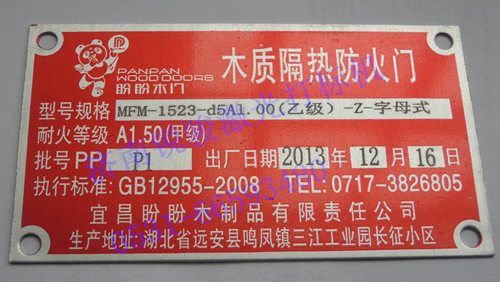 PANPAN
WOODDOORS
盼盼木门
木质隔热防火门
型号规格 MFM-1523-d5A1.00(乙级)-Z-字母式
耐火等级 A1.50(甲级)
批号PP P1 出厂日期 2013 年 12 月 16 日
执行标准: GB12955-2008 TEL: 0717-3826805
宜昌盼盼木制品有限责任公司
生产地址: 湖北省远安县鸣凤镇三江工业园长征小区